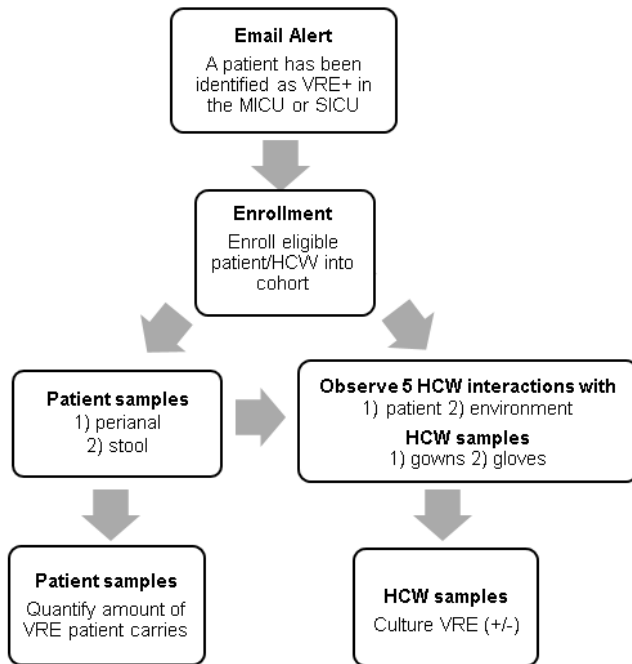 Email Alert
A patient has been
identified as VRE+ in
the MICU or SICU
Enrollment
Enroll eligible
patient/HCW into
cohort
Patient samples
1) perianal
2) stool
Observe 5 HCW interactions with
1) patient 2) environment
HCW samples
1) gowns 2) gloves
Patient samples
Quantify amount of
VRE patient carries
HCW samples
Culture VRE (+/-)